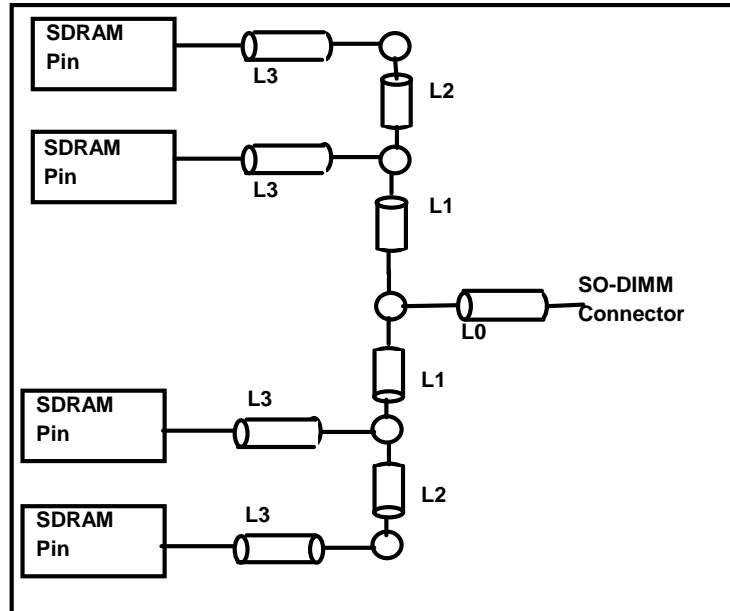 SDRAM
Pin
L3
L2
SDRAM
Pin
L3
L1
SO-DIMM
Connector
L0
L1
SDRAM
Pin
L3
L2
SDRAM
Pin
L3